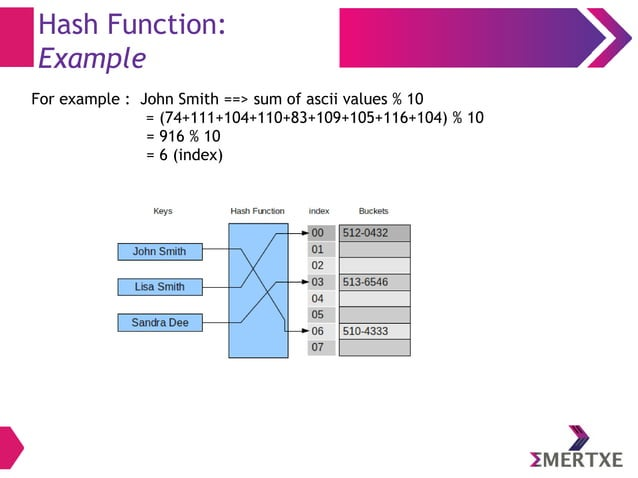 Hash Function:
Example
For example : John Smith ==> sum of ascii values % 10
= (74+111+104+110+83+109+105+116+104) % 10
= 916 % 10
= 6 (index)
Keys Hash Function index Buckets
00 512-0432
John Smith 01
02
Lisa Smith 03 513-6546
04
Sandra Dee 05
06 510-4333
07
EMERTXE